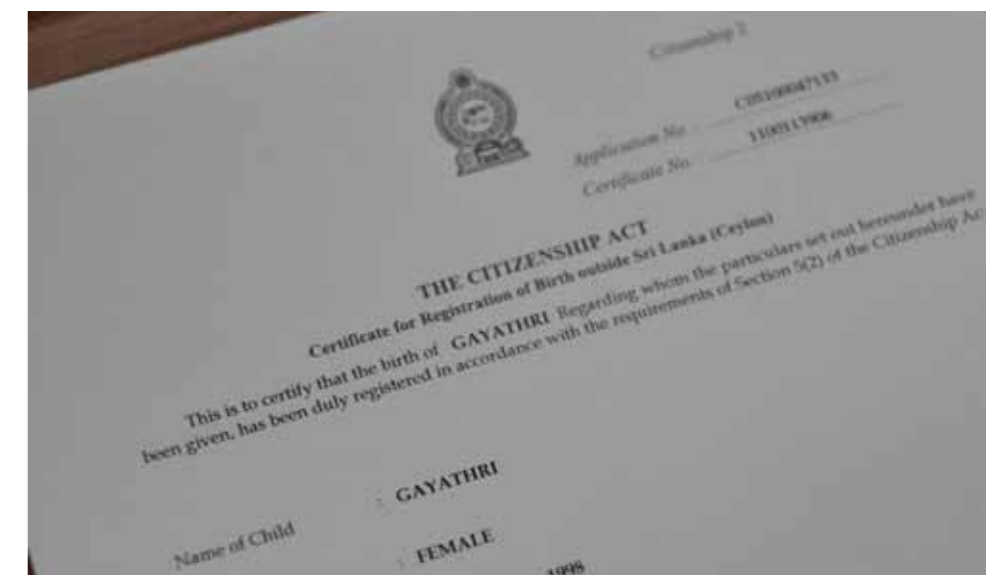 Citizenship 2
Application No.
Certificate No.
THE CITIZENSHIP ACT
Certificate for Registration of Birth outside Sri Lanka (Ceylon)
This is to certify that the birth of GAYATHRI Regarding whom the particulars set out hereunder have
been given, has been duly registered in accordance with the requirements of Section 5(2) of the Citizenship Ac
Name of Child : GAYATHRI
: FEMALE
1998